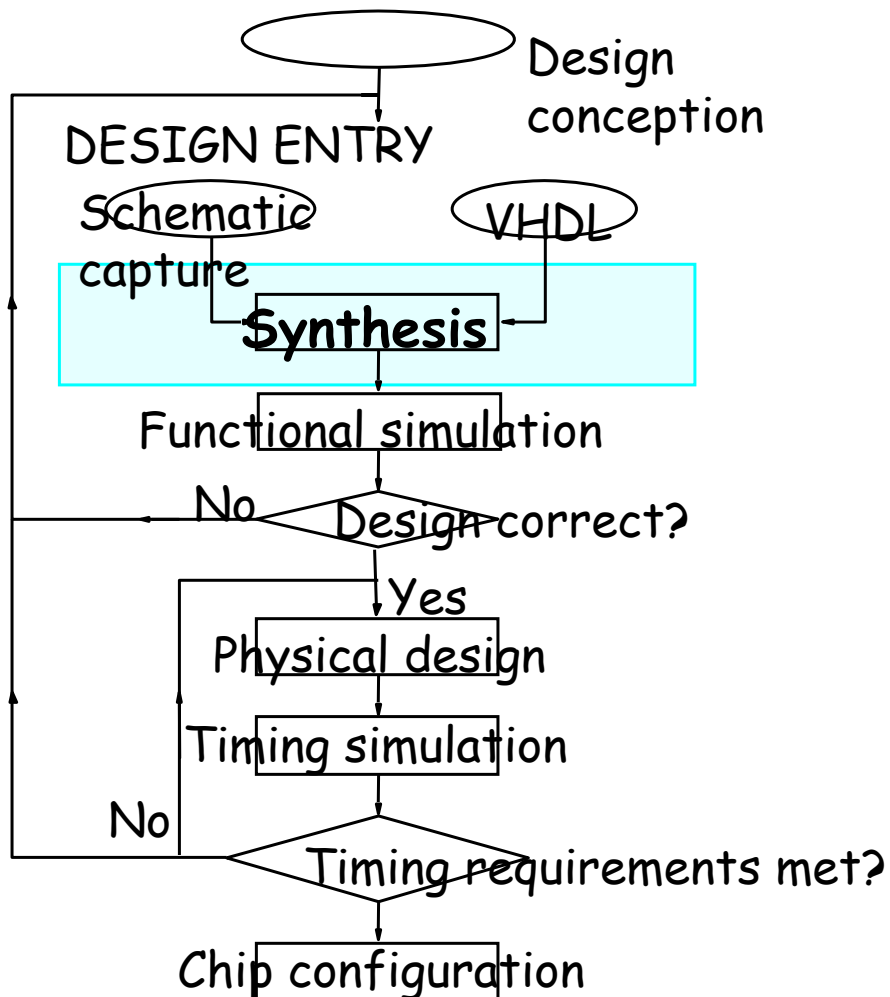 Design
conception
DESIGN ENTRY
Schematic
capture
VHDL
Synthesis
Functional simulation
No
Design correct?
Yes
Physical design
Timing simulation
No
Timing requirements met?
Chip configuration